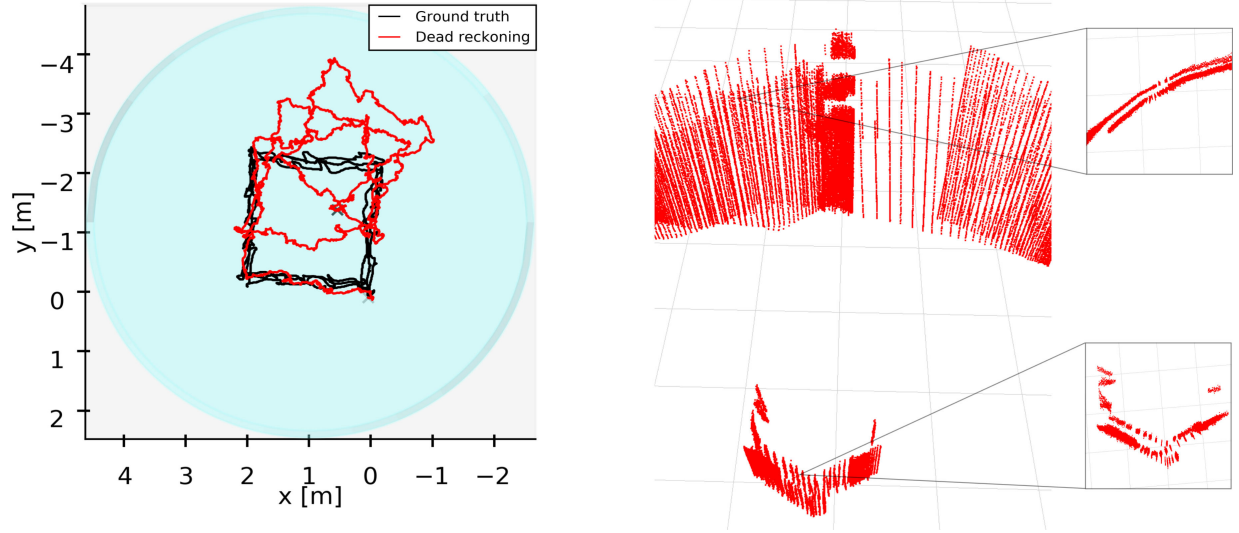 Ground truth
Dead reckoning
−4
−3
−2
−1
0
1
2
y [m]
4 3 2 1 0 −1 −2
x [m]